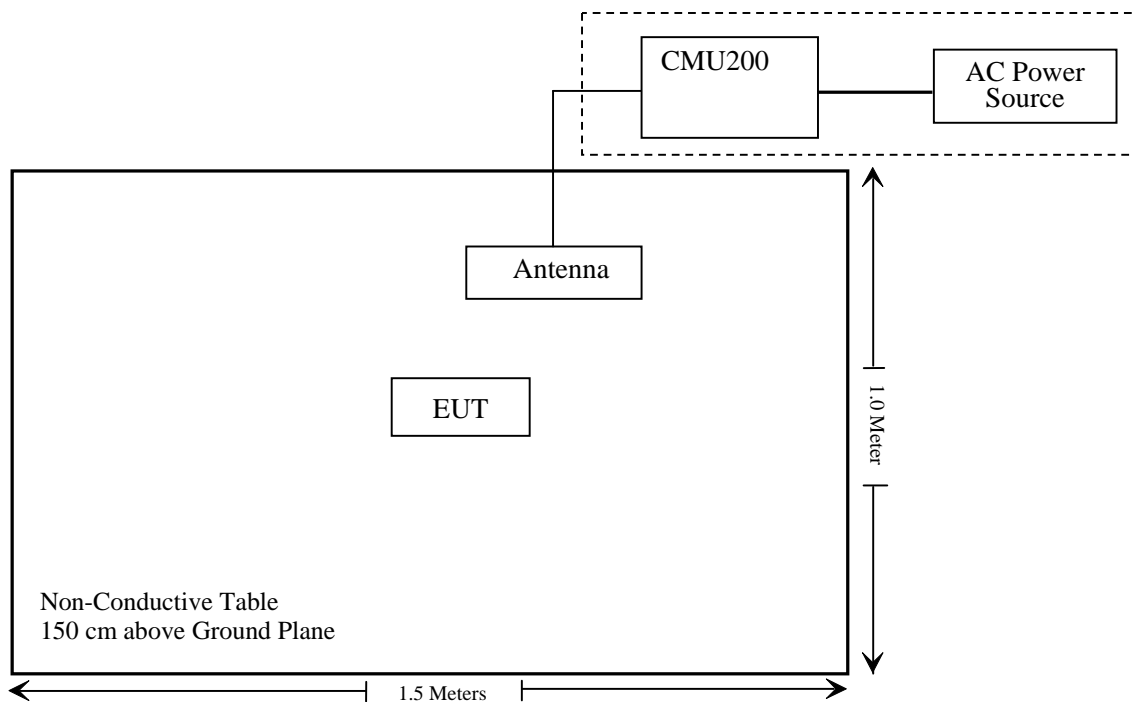 CMU200
AC Power
Source
Antenna
EUT
1.0 Meter
Non-Conductive Table
150 cm above Ground Plane
1.5 Meters